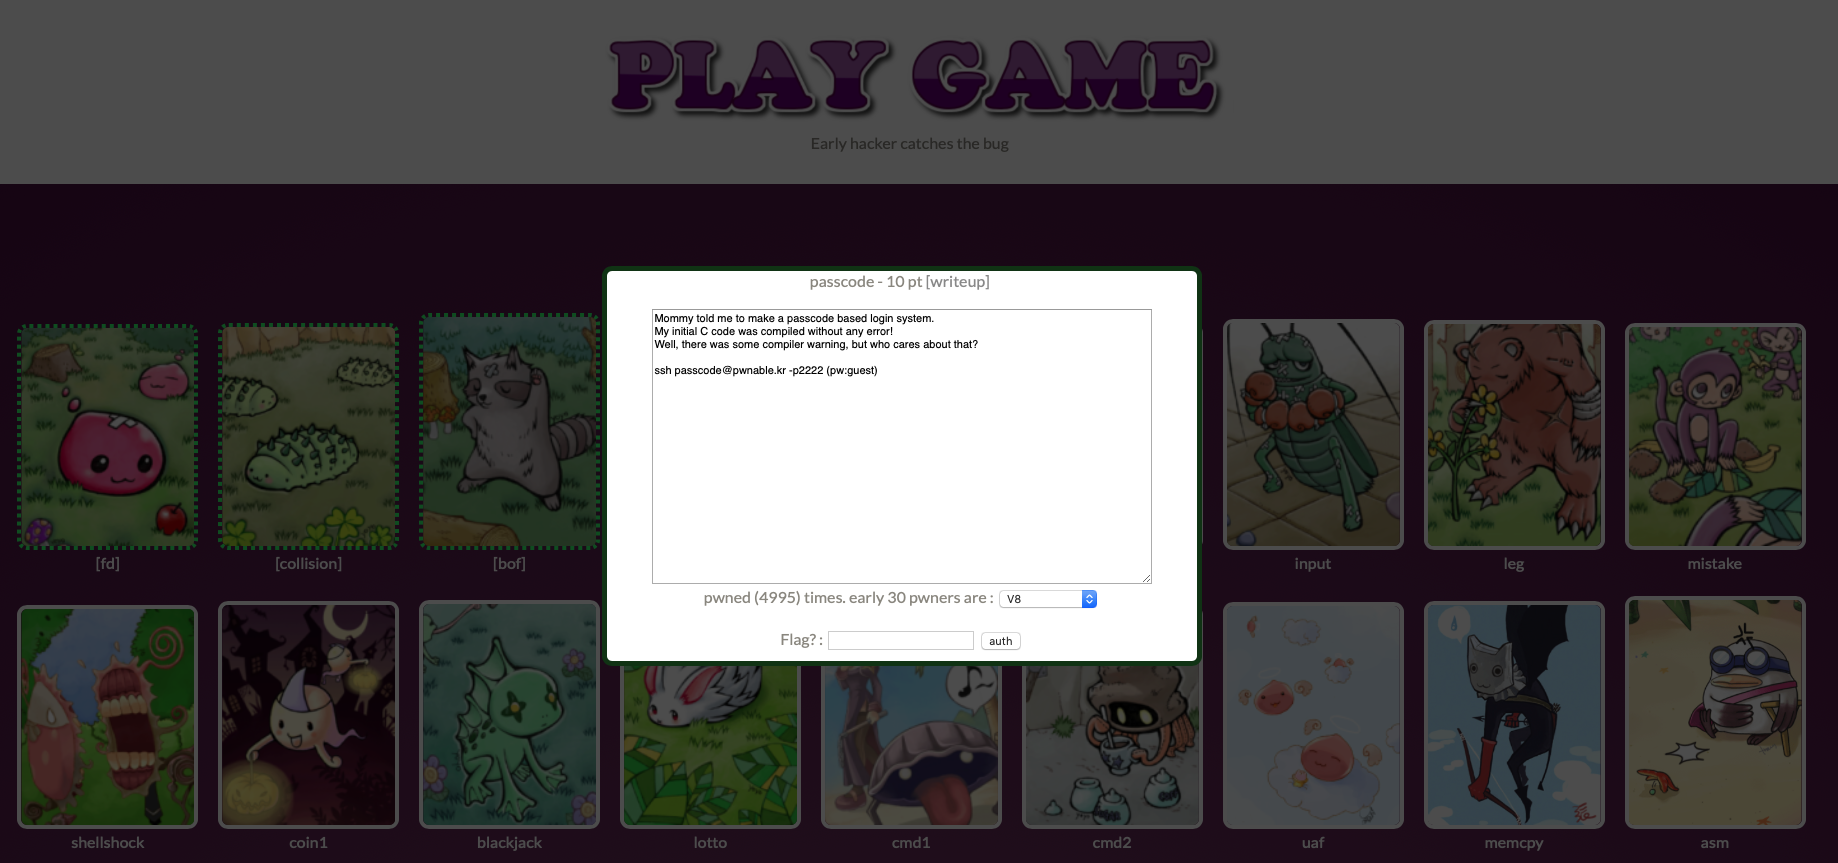 PLAY GAME
Early hacker catches the bug
passcode - 10 pt [writeup]
Mommy told me to make a passcode based login system.
My initial C code was compiled without any error!
Well, there was some compiler warning, but who cares about that?
ssh passcode@pwnable.kr -p2222 (pw:guest)
pwned (4995) times. early 30 pwners are : V8
Flag? : auth
[fd] [collision] [bof] input leg mistake
shellshock coin1 blackjack lotto cmd1 cmd2 uaf memcpy asm